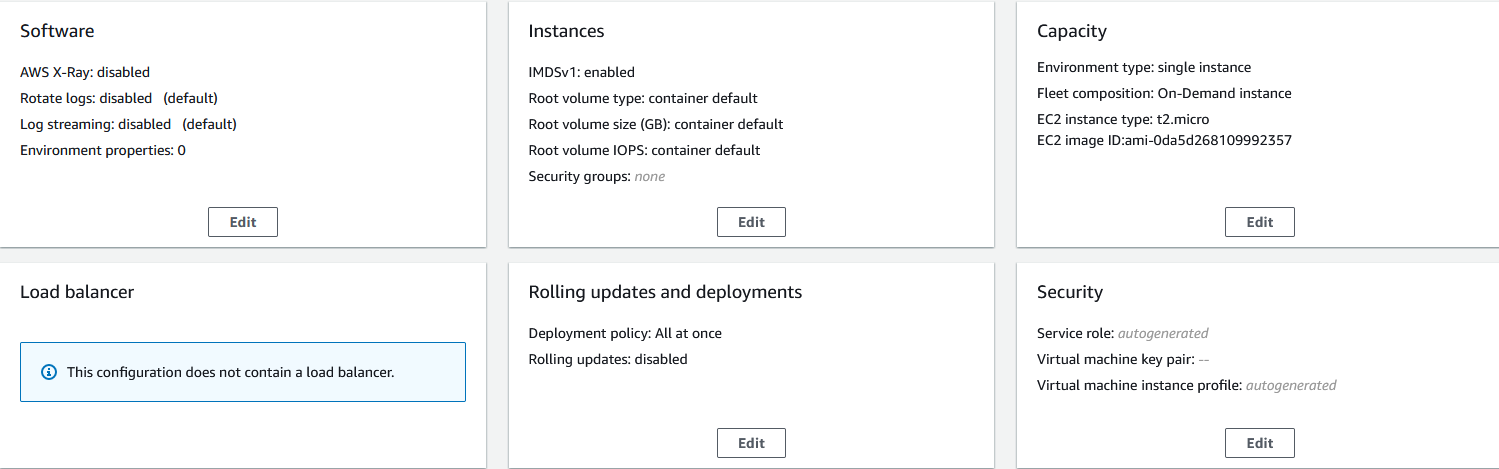 Software
AWS X-Ray: disabled
Rotate logs: disabled (default)
Log streaming: disabled (default)
Environment properties: 0
Edit
Instances
IMDSv1: enabled
Root volume type: container default
Root volume size (GB): container default
Root volume IOPS: container default
Security groups: none
Edit
Capacity
Environment type: single instance
Fleet composition: On-Demand instance
EC2 instance type: t2.micro
EC2 image ID:ami-0da5d268109992357
Edit
Load balancer
This configuration does not contain a load balancer.
Rolling updates and deployments
Deployment policy: All at once
Rolling updates: disabled
Edit
Security
Service role: autogenerated
Virtual machine key pair: --
Virtual machine instance profile: autogenerated
Edit